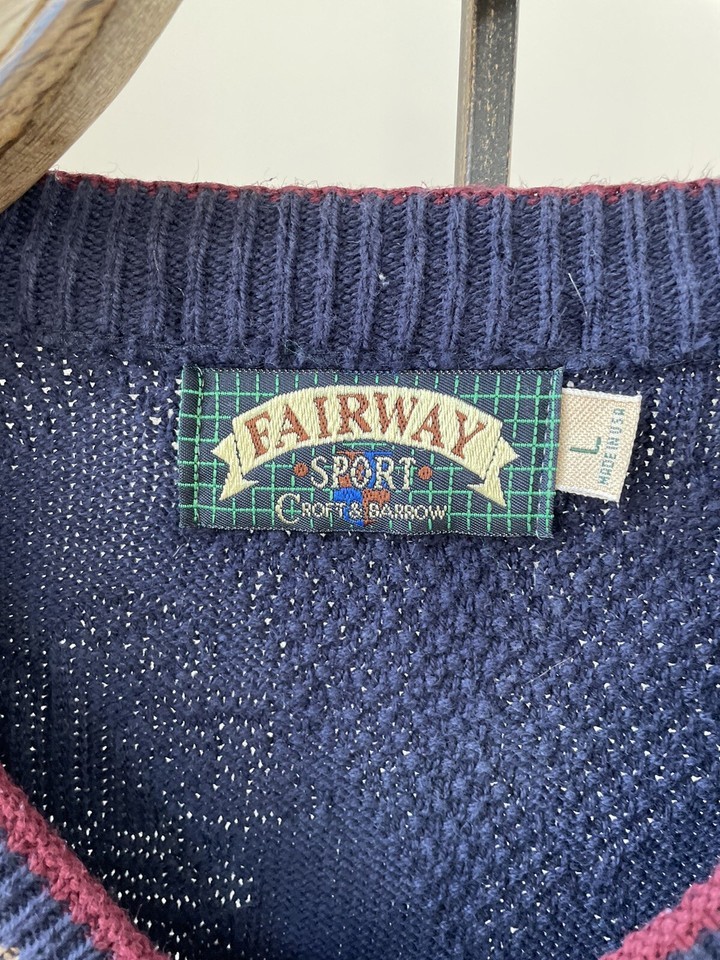 FAIRWAY
• SPORT •
CROFT & BARROW
L
MADE IN USA